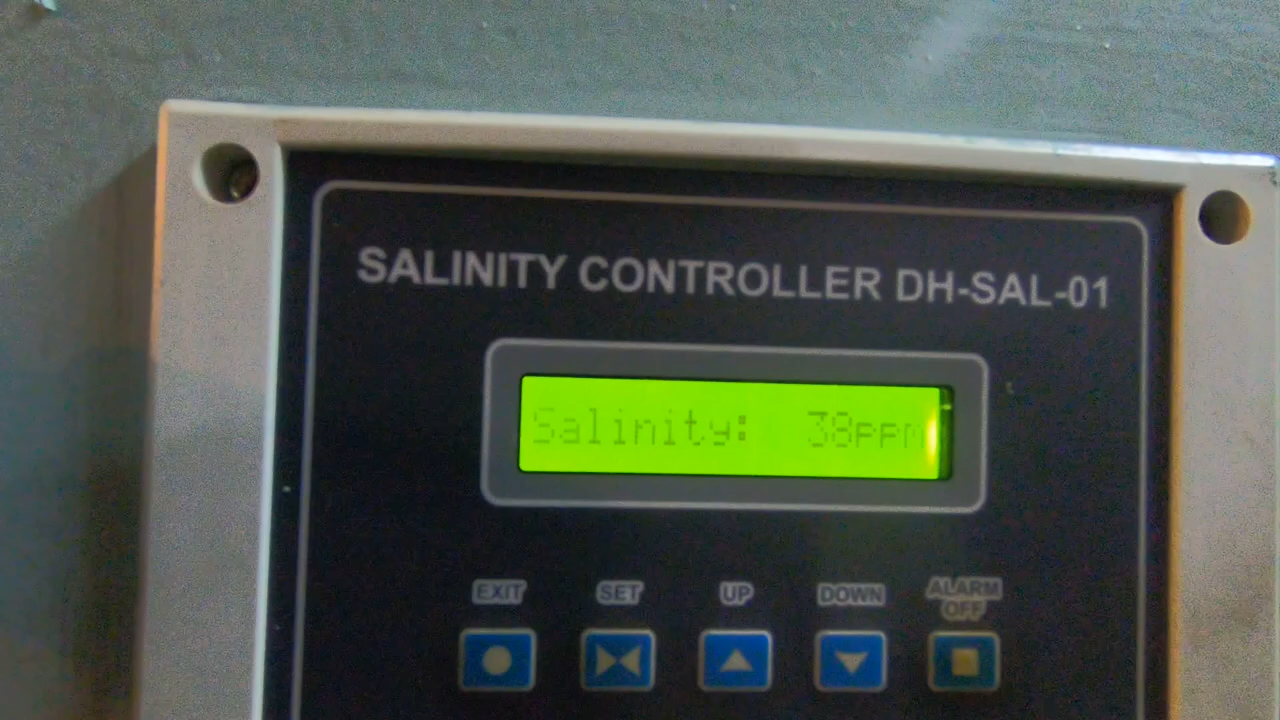 SALINITY CONTROLLER DH-SAL-01
Salinity: 38ppm
EXIT SET UP DOWN ALARM OFF